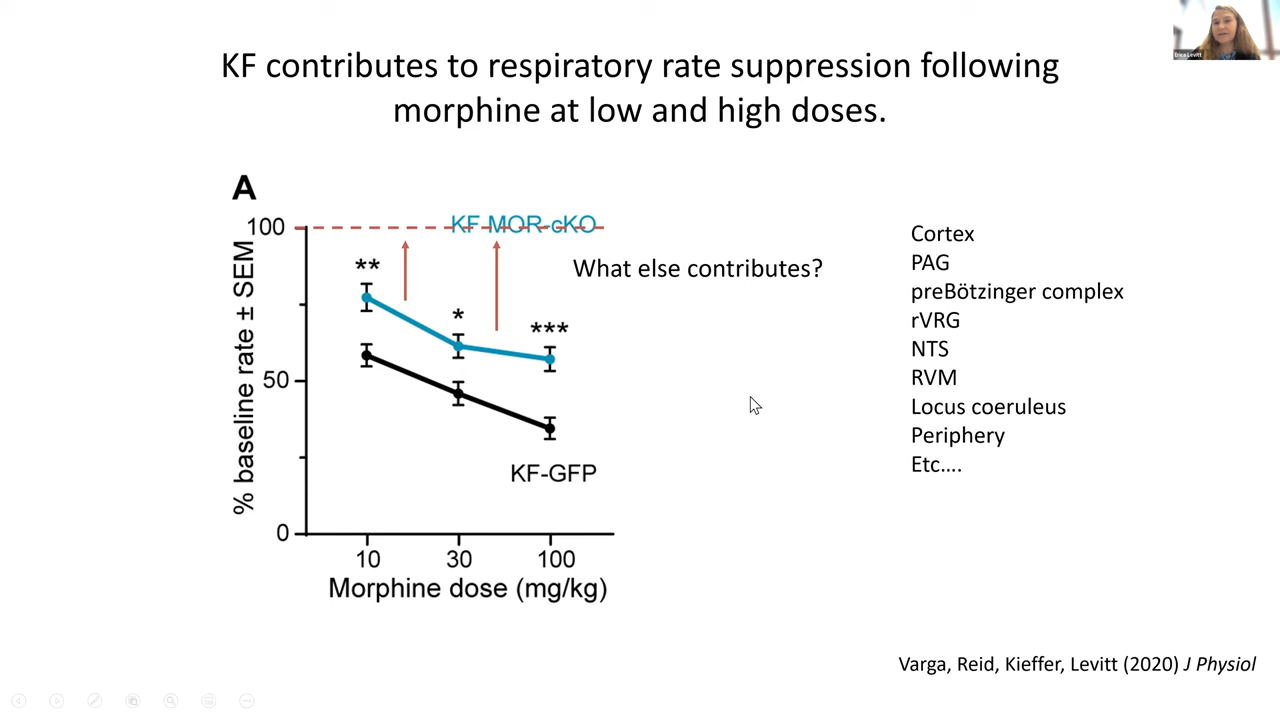 KF contributes to respiratory rate suppression following
morphine at low and high doses.
Erica Levitt
A
100
50
0
% baseline rate ± SEM
KF MOR-cKO
**
*
***
KF-GFP
10 30 100
Morphine dose (mg/kg)
What else contributes?
Cortex
PAG
preBötzinger complex
rVRG
NTS
RVM
Locus coeruleus
Periphery
Etc....
Varga, Reid, Kieffer, Levitt (2020) J Physiol